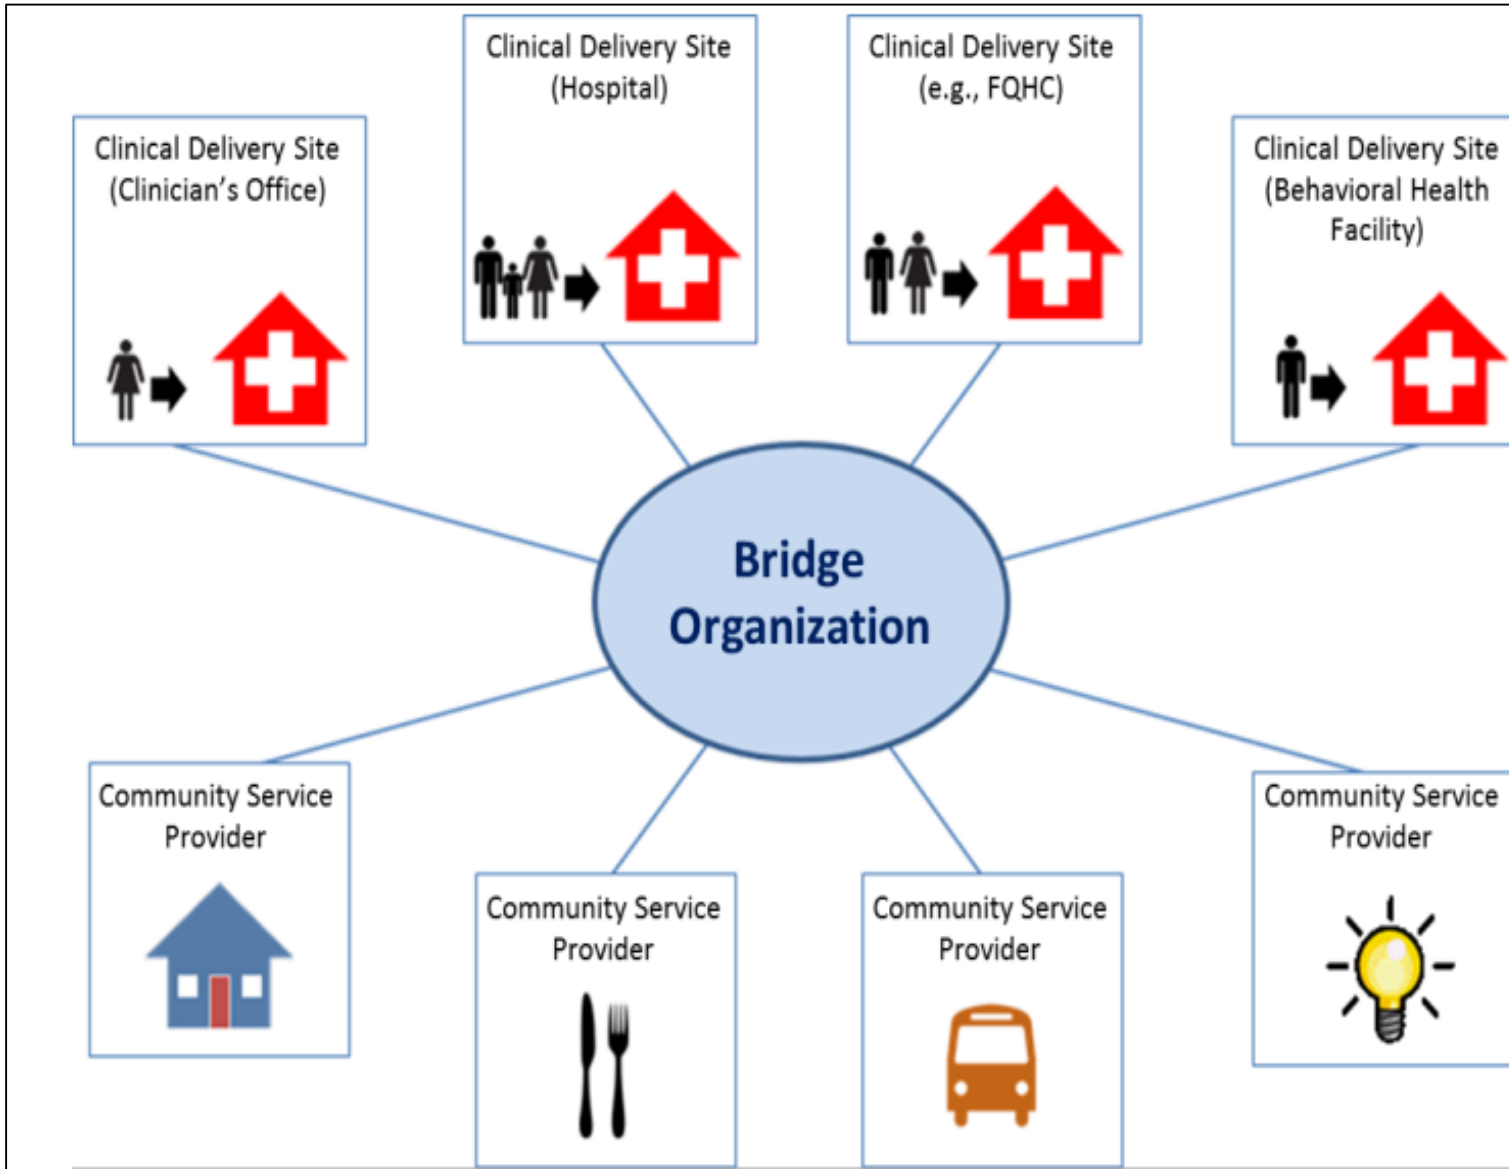 Clinical Delivery Site
(Clinician’s Office)
Clinical Delivery Site
(Hospital)
Clinical Delivery Site
(e.g., FQHC)
Clinical Delivery Site
(Behavioral Health
Facility)
Bridge
Organization
Community Service
Provider
Community Service
Provider
Community Service
Provider
Community Service
Provider